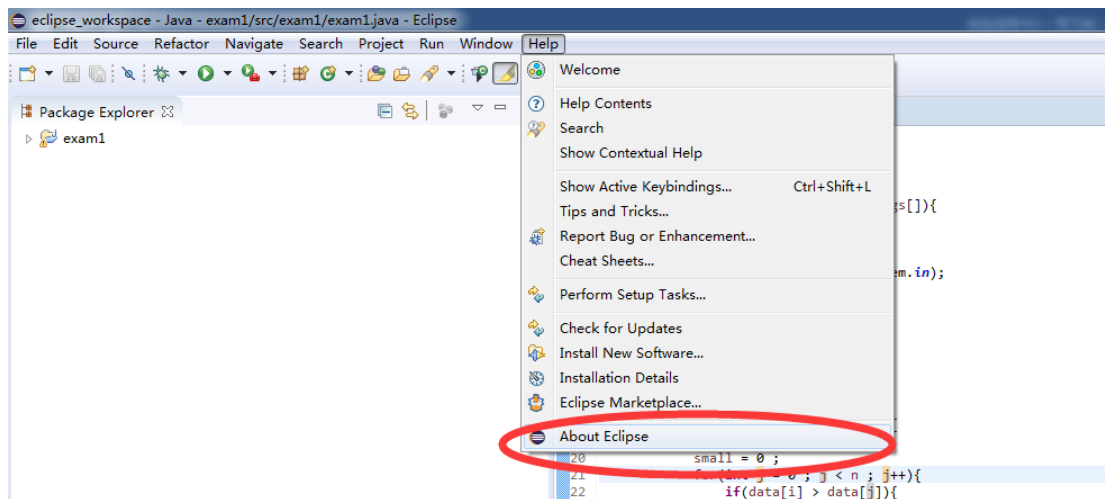 eclipse_workspace - Java - exam1/src/exam1/exam1.java - Eclipse
File Edit Source Refactor Navigate Search Project Run Window Help
Package Explorer
exam1
Welcome
Help Contents
Search
Show Contextual Help
Show Active Keybindings... Ctrl+Shift+L
Tips and Tricks...
Report Bug or Enhancement...
Cheat Sheets...
Perform Setup Tasks...
Check for Updates
Install New Software...
Installation Details
Eclipse Marketplace...
About Eclipse
gs[]){
em.in);
20 small = 0 ;
21 for(int j = 0 ; j < n ; j++){
22 if(data[i] > data[j]){